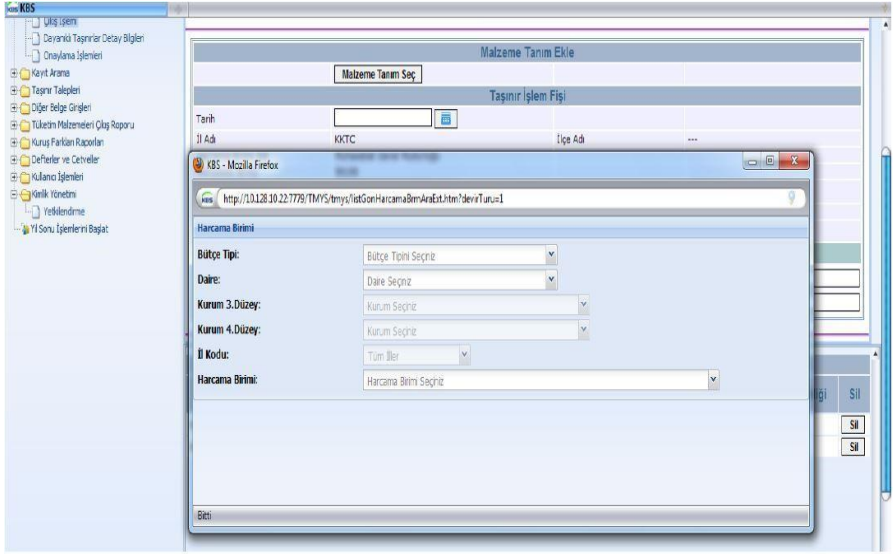 KBS KBS
Çıkış İşlemi
Dayanıklı Taşınırlar Detay Bilgileri
Onaylama İşlemleri
Kayıt Arama
Taşınır Talepleri
Diğer Belge Girişleri
Tüketim Malzemeleri Çıkış Raporu
Kuruş Farkları Raporları
Defterler ve Cetveller
Kullanıcı İşlemleri
Kimlik Yönetimi
Yetkilendirme
Yıl Sonu İşlemlerini Başlat
Malzeme Tanım Ekle
Malzeme Tanım Seç
Taşınır İşlem Fişi
Tarih
İl Adı KKTC İlçe Adı ---
KBS - Mozilla Firefox
KBS http://10.128.10.22:7779/TMYS/tmys/listGonHarcamaBrmAraExt.htm?devirTuru=1
Harcama Birimi
Bütçe Tipi: Bütçe Tipini Seçiniz
Daire: Daire Seçiniz
Kurum 3.Düzey: Kurum Seçiniz
Kurum 4.Düzey: Kurum Seçiniz
İl Kodu: Tüm İller
Harcama Birimi: Harcama Birimi Seçiniz
Sil
Sil
Sil
Bitti